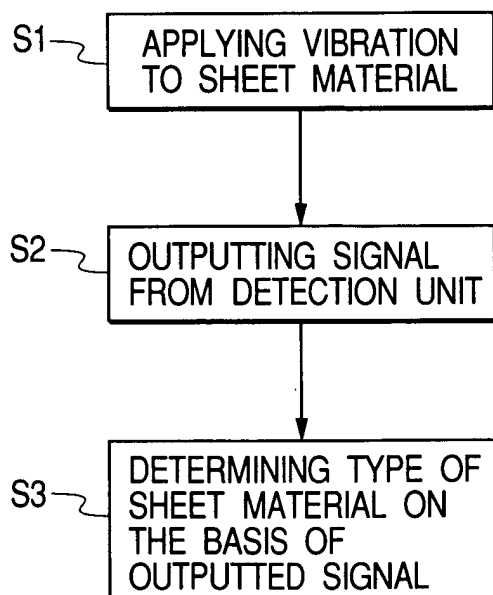 S1
APPLYING VIBRATION
TO SHEET MATERIAL
S2
OUTPUTTING SIGNAL
FROM DETECTION UNIT
S3
DETERMINING TYPE OF
SHEET MATERIAL ON
THE BASIS OF
OUTPUTTED SIGNAL